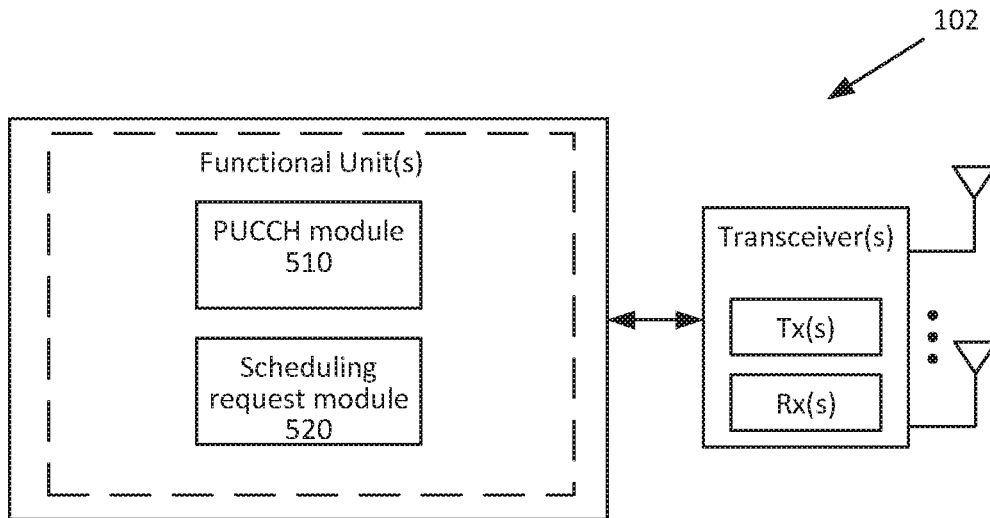 102
Functional Unit(s)
PUCCH module
510
Scheduling
request module
520
Transceiver(s)
Tx(s)
Rx(s)